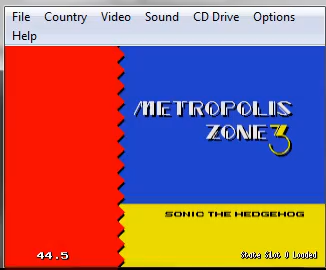 File Country Video Sound CD Drive Options
Help
METROPOLIS
ZONE 3
SONIC THE HEDGEHOG
44.5
State Slot 0 Loaded